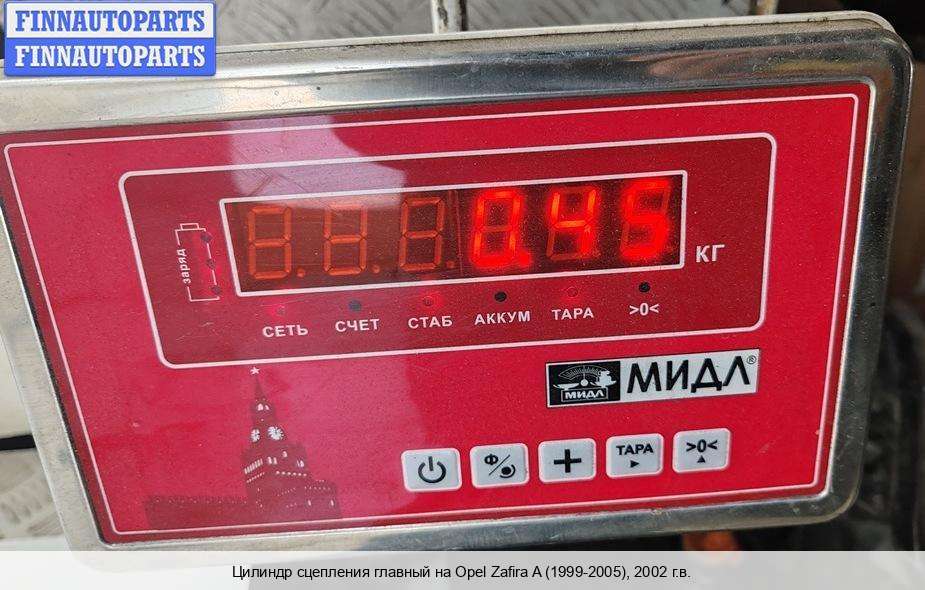 FINNAUTOPARTS
FINNAUTOPARTS
0.45 КГ
заряд
СЕТЬ СЧЕТ СТАБ АККУМ ТАРА >0<
МИДЛ МИДЛ®
Ф + ТАРА >0<
Цилиндр сцепления главный на Opel Zafira A (1999-2005), 2002 г.в.